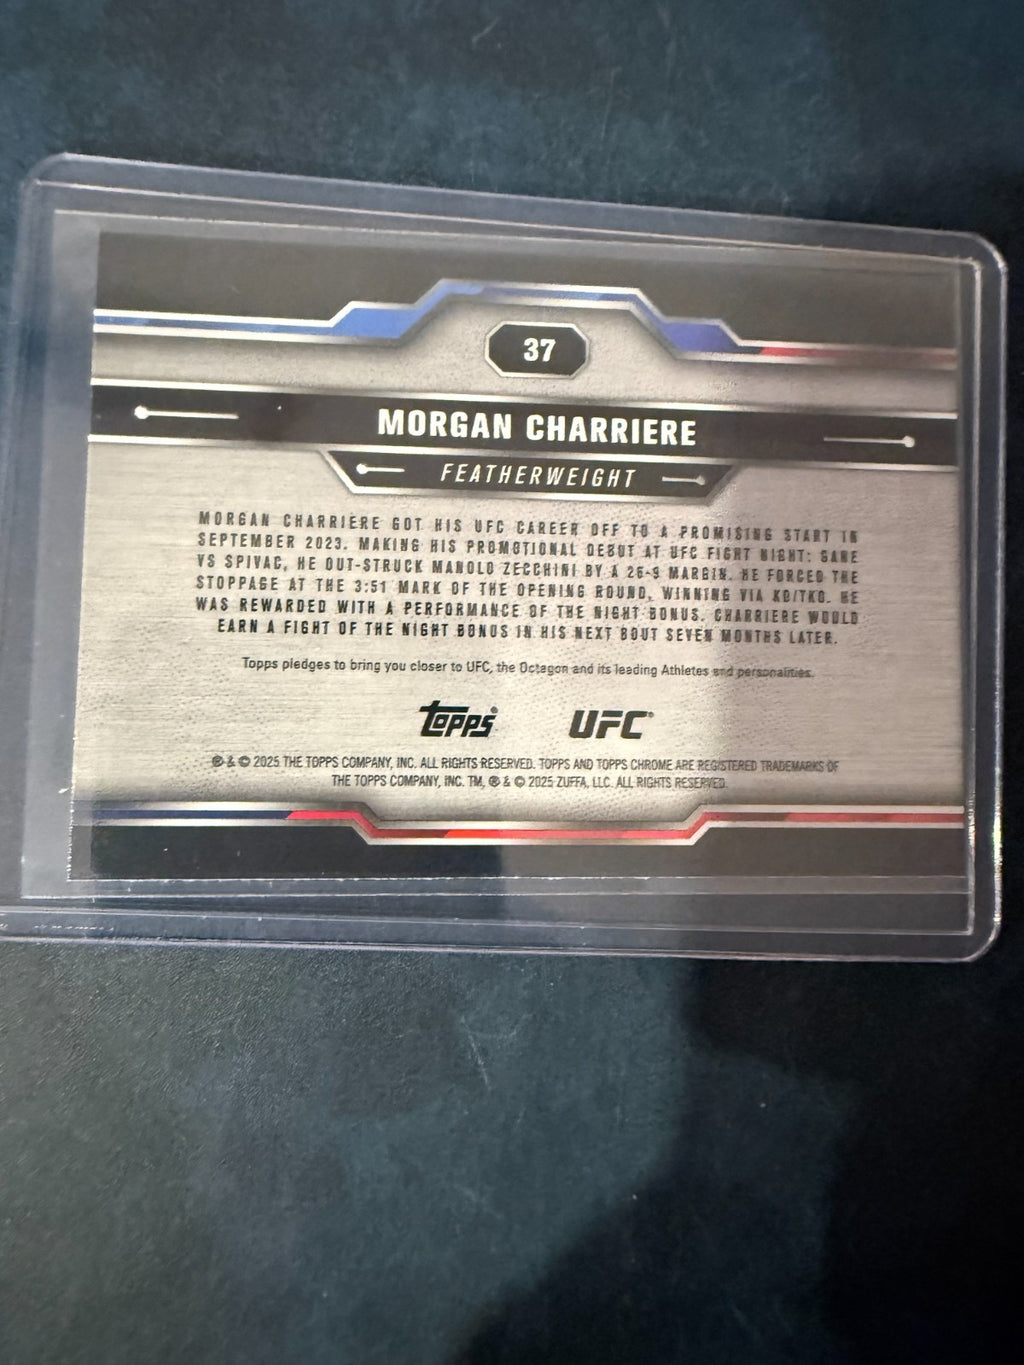 37
MORGAN CHARRIERE
FEATHERWEIGHT
MORGAN CHARRIERE GOT HIS UFC CAREER OFF TO A PROMISING START IN
SEPTEMBER 2023. MAKING HIS PROMOTIONAL DEBUT AT UFC FIGHT NIGHT: GANE
VS SPIVAC, HE OUT-STRUCK MANOLO ZECCHINI BY A 26-9 MARGIN. HE FORCED THE
STOPPAGE AT THE 3:51 MARK OF THE OPENING ROUND, WINNING VIA KO/TKO. HE
WAS REWARDED WITH A PERFORMANCE OF THE NIGHT BONUS. CHARRIERE WOULD
EARN A FIGHT OF THE NIGHT BONUS IN HIS NEXT BOUT SEVEN MONTHS LATER.
Topps pledges to bring you closer to UFC, the Octagon and its leading Athletes and personalities.
Topps® UFC®
® & © 2025 THE TOPPS COMPANY, INC. ALL RIGHTS RESERVED. TOPPS AND TOPPS CHROME ARE REGISTERED TRADEMARKS OF
THE TOPPS COMPANY, INC. TM, ® & © 2025 ZUFFA, LLC. ALL RIGHTS RESERVED.